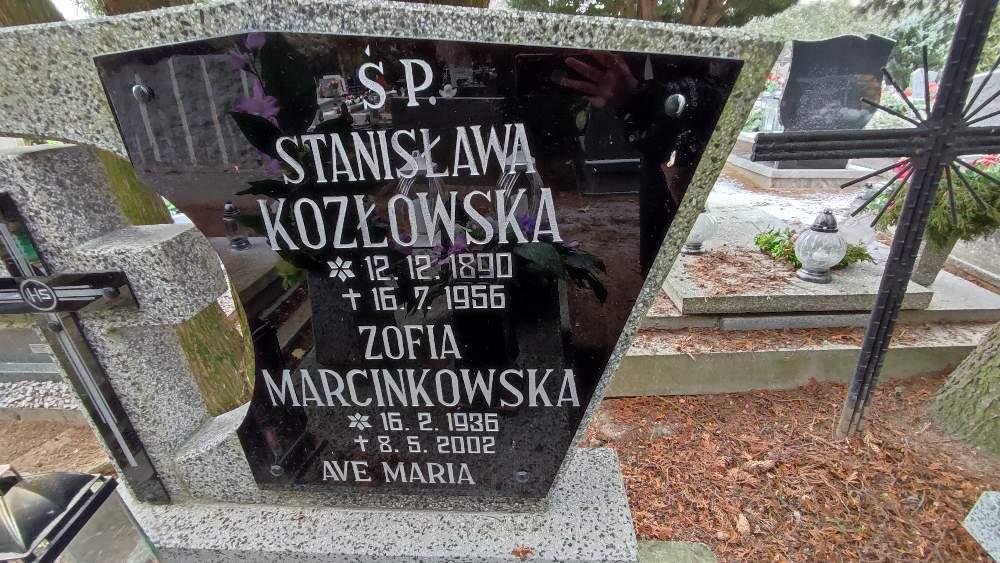 Ś.P.
STANISŁAWA
KOZŁOWSKA
✲ 12.12.1890
✝ 16.7.1956
ZOFIA
MARCINKOWSKA
✲ 16.2.1936
✝ 8.5.2002
AVE MARIA
IHS